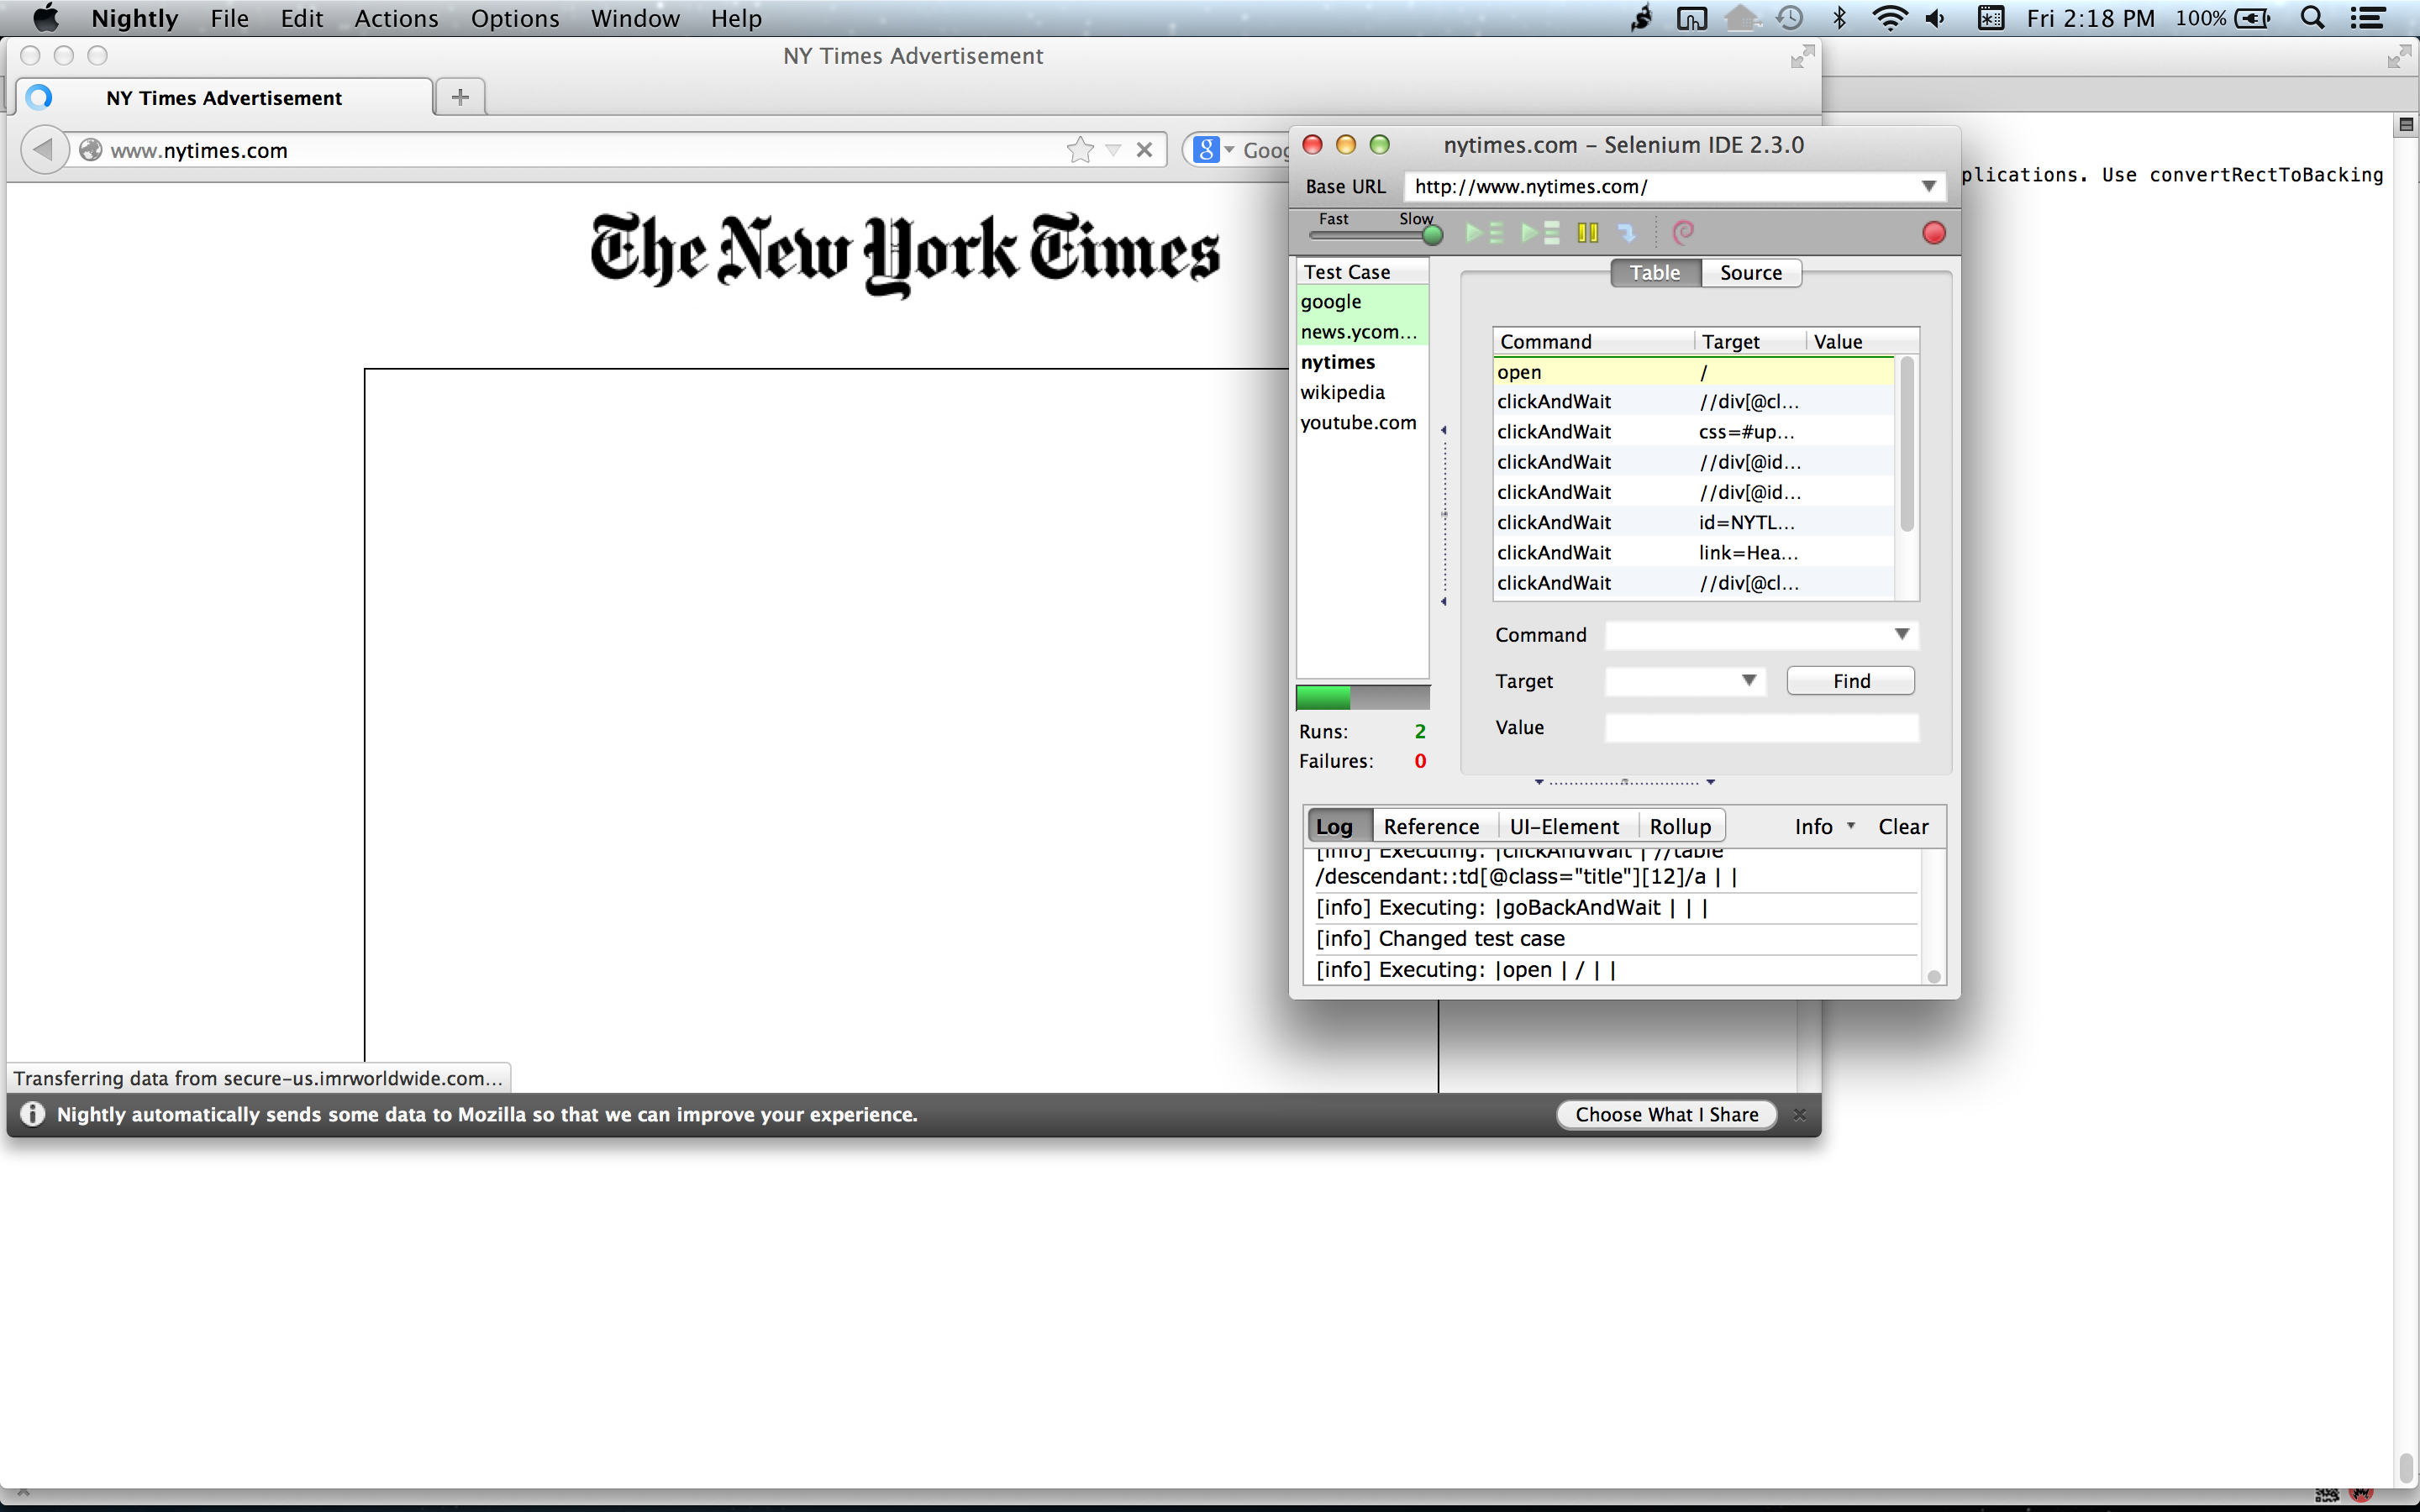 Nightly File Edit Actions Options Window Help Fri 2:18 PM 100%
NY Times Advertisement
NY Times Advertisement
www.nytimes.com
Goog
The New York Times
Transferring data from secure-us.imrworldwide.com...
Nightly automatically sends some data to Mozilla so that we can improve your experience. Choose What I Share
nytimes.com - Selenium IDE 2.3.0
Base URL http://www.nytimes.com/
plications. Use convertRectToBacking
Fast Slow
Test Case
google
news.ycom...
nytimes
wikipedia
youtube.com
Runs: 2
Failures: 0
Table Source
Command Target Value
open /
clickAndWait //div[@cl...
clickAndWait css=#up...
clickAndWait //div[@id...
clickAndWait //div[@id...
clickAndWait id=NYTL...
clickAndWait link=Hea...
clickAndWait //div[@cl...
Command
Target Find
Value
Log Reference UI-Element Rollup Info Clear
[info] Executing: |clickAndWait | //table
/descendant::td[@class="title"][12]/a | |
[info] Executing: |goBackAndWait | | |
[info] Changed test case
[info] Executing: |open | / | |